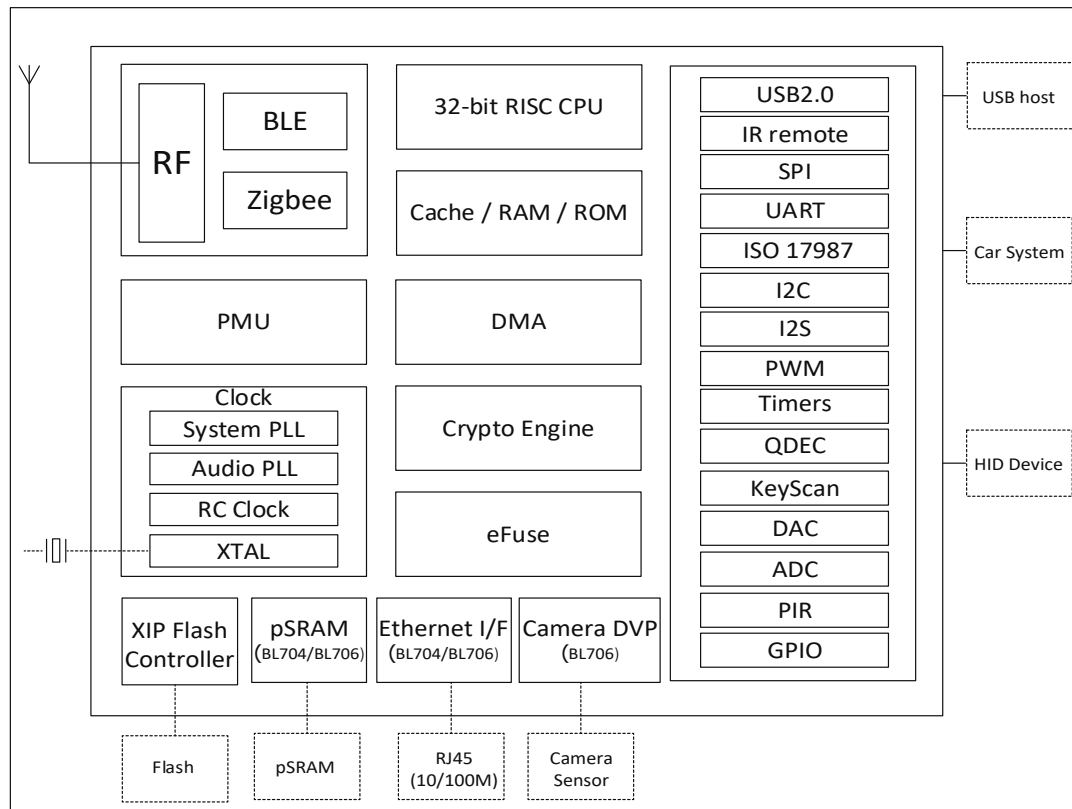 RF
BLE
Zigbee
32-bit RISC CPU
Cache / RAM / ROM
PMU
DMA
Clock
System PLL
Audio PLL
RC Clock
XTAL
Crypto Engine
eFuse
XIP Flash
Controller
pSRAM
(BL704/BL706)
Ethernet I/F
(BL704/BL706)
Camera DVP
(BL706)
USB2.0
IR remote
SPI
UART
ISO 17987
I2C
I2S
PWM
Timers
QDEC
KeyScan
DAC
ADC
PIR
GPIO
USB host
Car System
HID Device
Flash
pSRAM
RJ45
(10/100M)
Camera
Sensor